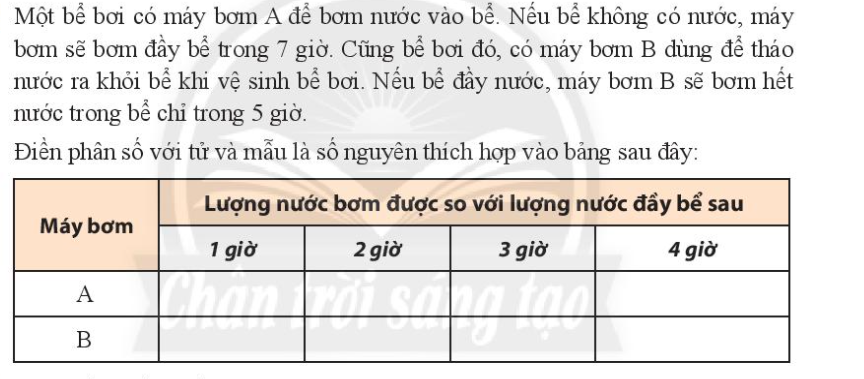 Một bể bơi có máy bơm A để bơm nước vào bể. Nếu bể không có nước, máy
bơm sẽ bơm đầy bể trong 7 giờ. Cũng bể bơi đó, có máy bơm B dùng để tháo
nước ra khỏi bể khi vệ sinh bể bơi. Nếu bể đầy nước, máy bơm B sẽ bơm hết
nước trong bể chỉ trong 5 giờ.
Điền phân số với tử và mẫu là số nguyên thích hợp vào bảng sau đây:
Máy bơm
Lượng nước bơm được so với lượng nước đầy bể sau
1 giờ 2 giờ 3 giờ 4 giờ
A
B
Chân trời sáng tạo